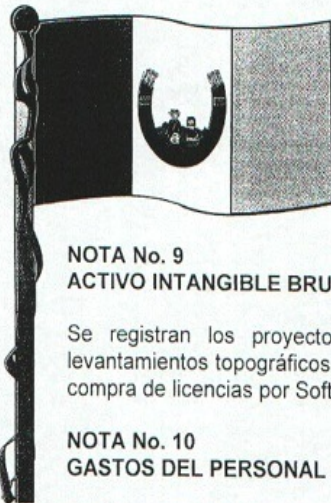 NOTA No. 9
ACTIVO INTANGIBLE BRU
Se registran los proyecto
levantamientos topográficos
compra de licencias por Soft
NOTA No. 10
GASTOS DEL PERSONAL